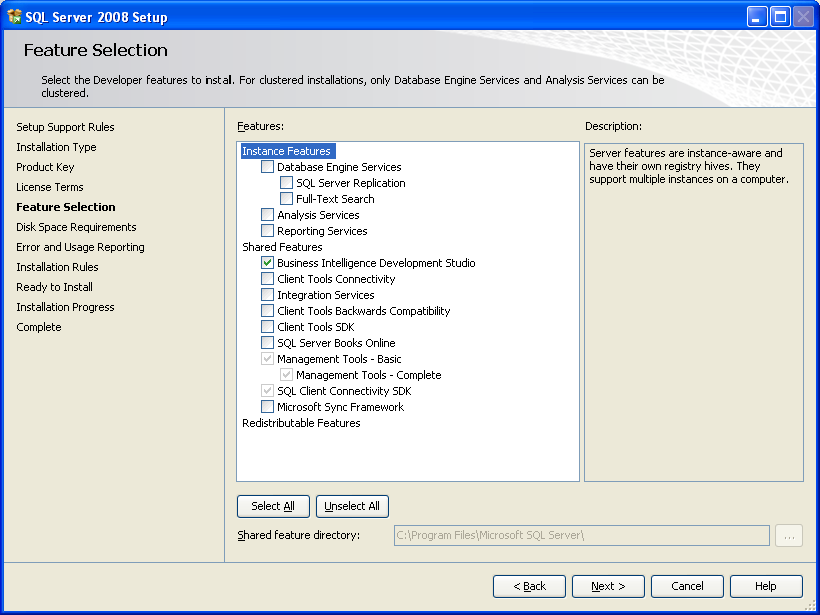 SQL Server 2008 Setup
Feature Selection
Select the Developer features to install. For clustered installations, only Database Engine Services and Analysis Services can be
clustered.
Setup Support Rules
Installation Type
Product Key
License Terms
Feature Selection
Disk Space Requirements
Error and Usage Reporting
Installation Rules
Ready to Install
Installation Progress
Complete
Features:
Instance Features
Database Engine Services
SQL Server Replication
Full-Text Search
Analysis Services
Reporting Services
Shared Features
Business Intelligence Development Studio
Client Tools Connectivity
Integration Services
Client Tools Backwards Compatibility
Client Tools SDK
SQL Server Books Online
Management Tools - Basic
Management Tools - Complete
SQL Client Connectivity SDK
Microsoft Sync Framework
Redistributable Features
Description:
Server features are instance-aware and
have their own registry hives. They
support multiple instances on a computer.
Select All
Unselect All
Shared feature directory:
C:\Program Files\Microsoft SQL Server\
...
< Back
Next >
Cancel
Help